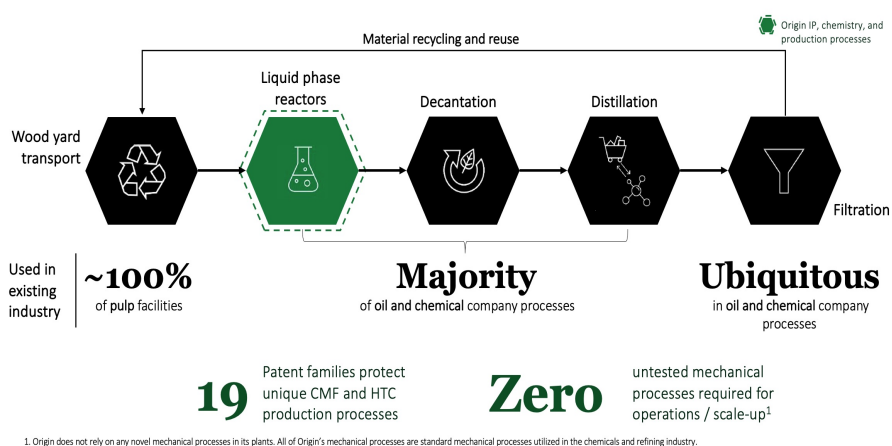 Origin IP, chemistry, and
production processes
Material recycling and reuse
Liquid phase
reactors
Decantation
Distillation
Wood yard
transport
Filtration
Used in
existing
industry
~100%
of pulp facilities
Majority
of oil and chemical company processes
Ubiquitous
in oil and chemical company
processes
19
Patent families protect
unique CMF and HTC
production processes
Zero
untested mechanical
processes required for
operations / scale-up1
1. Origin does not rely on any novel mechanical processes in its plants. All of Origin's mechanical processes are standard mechanical processes utilized in the chemicals and refining industry.